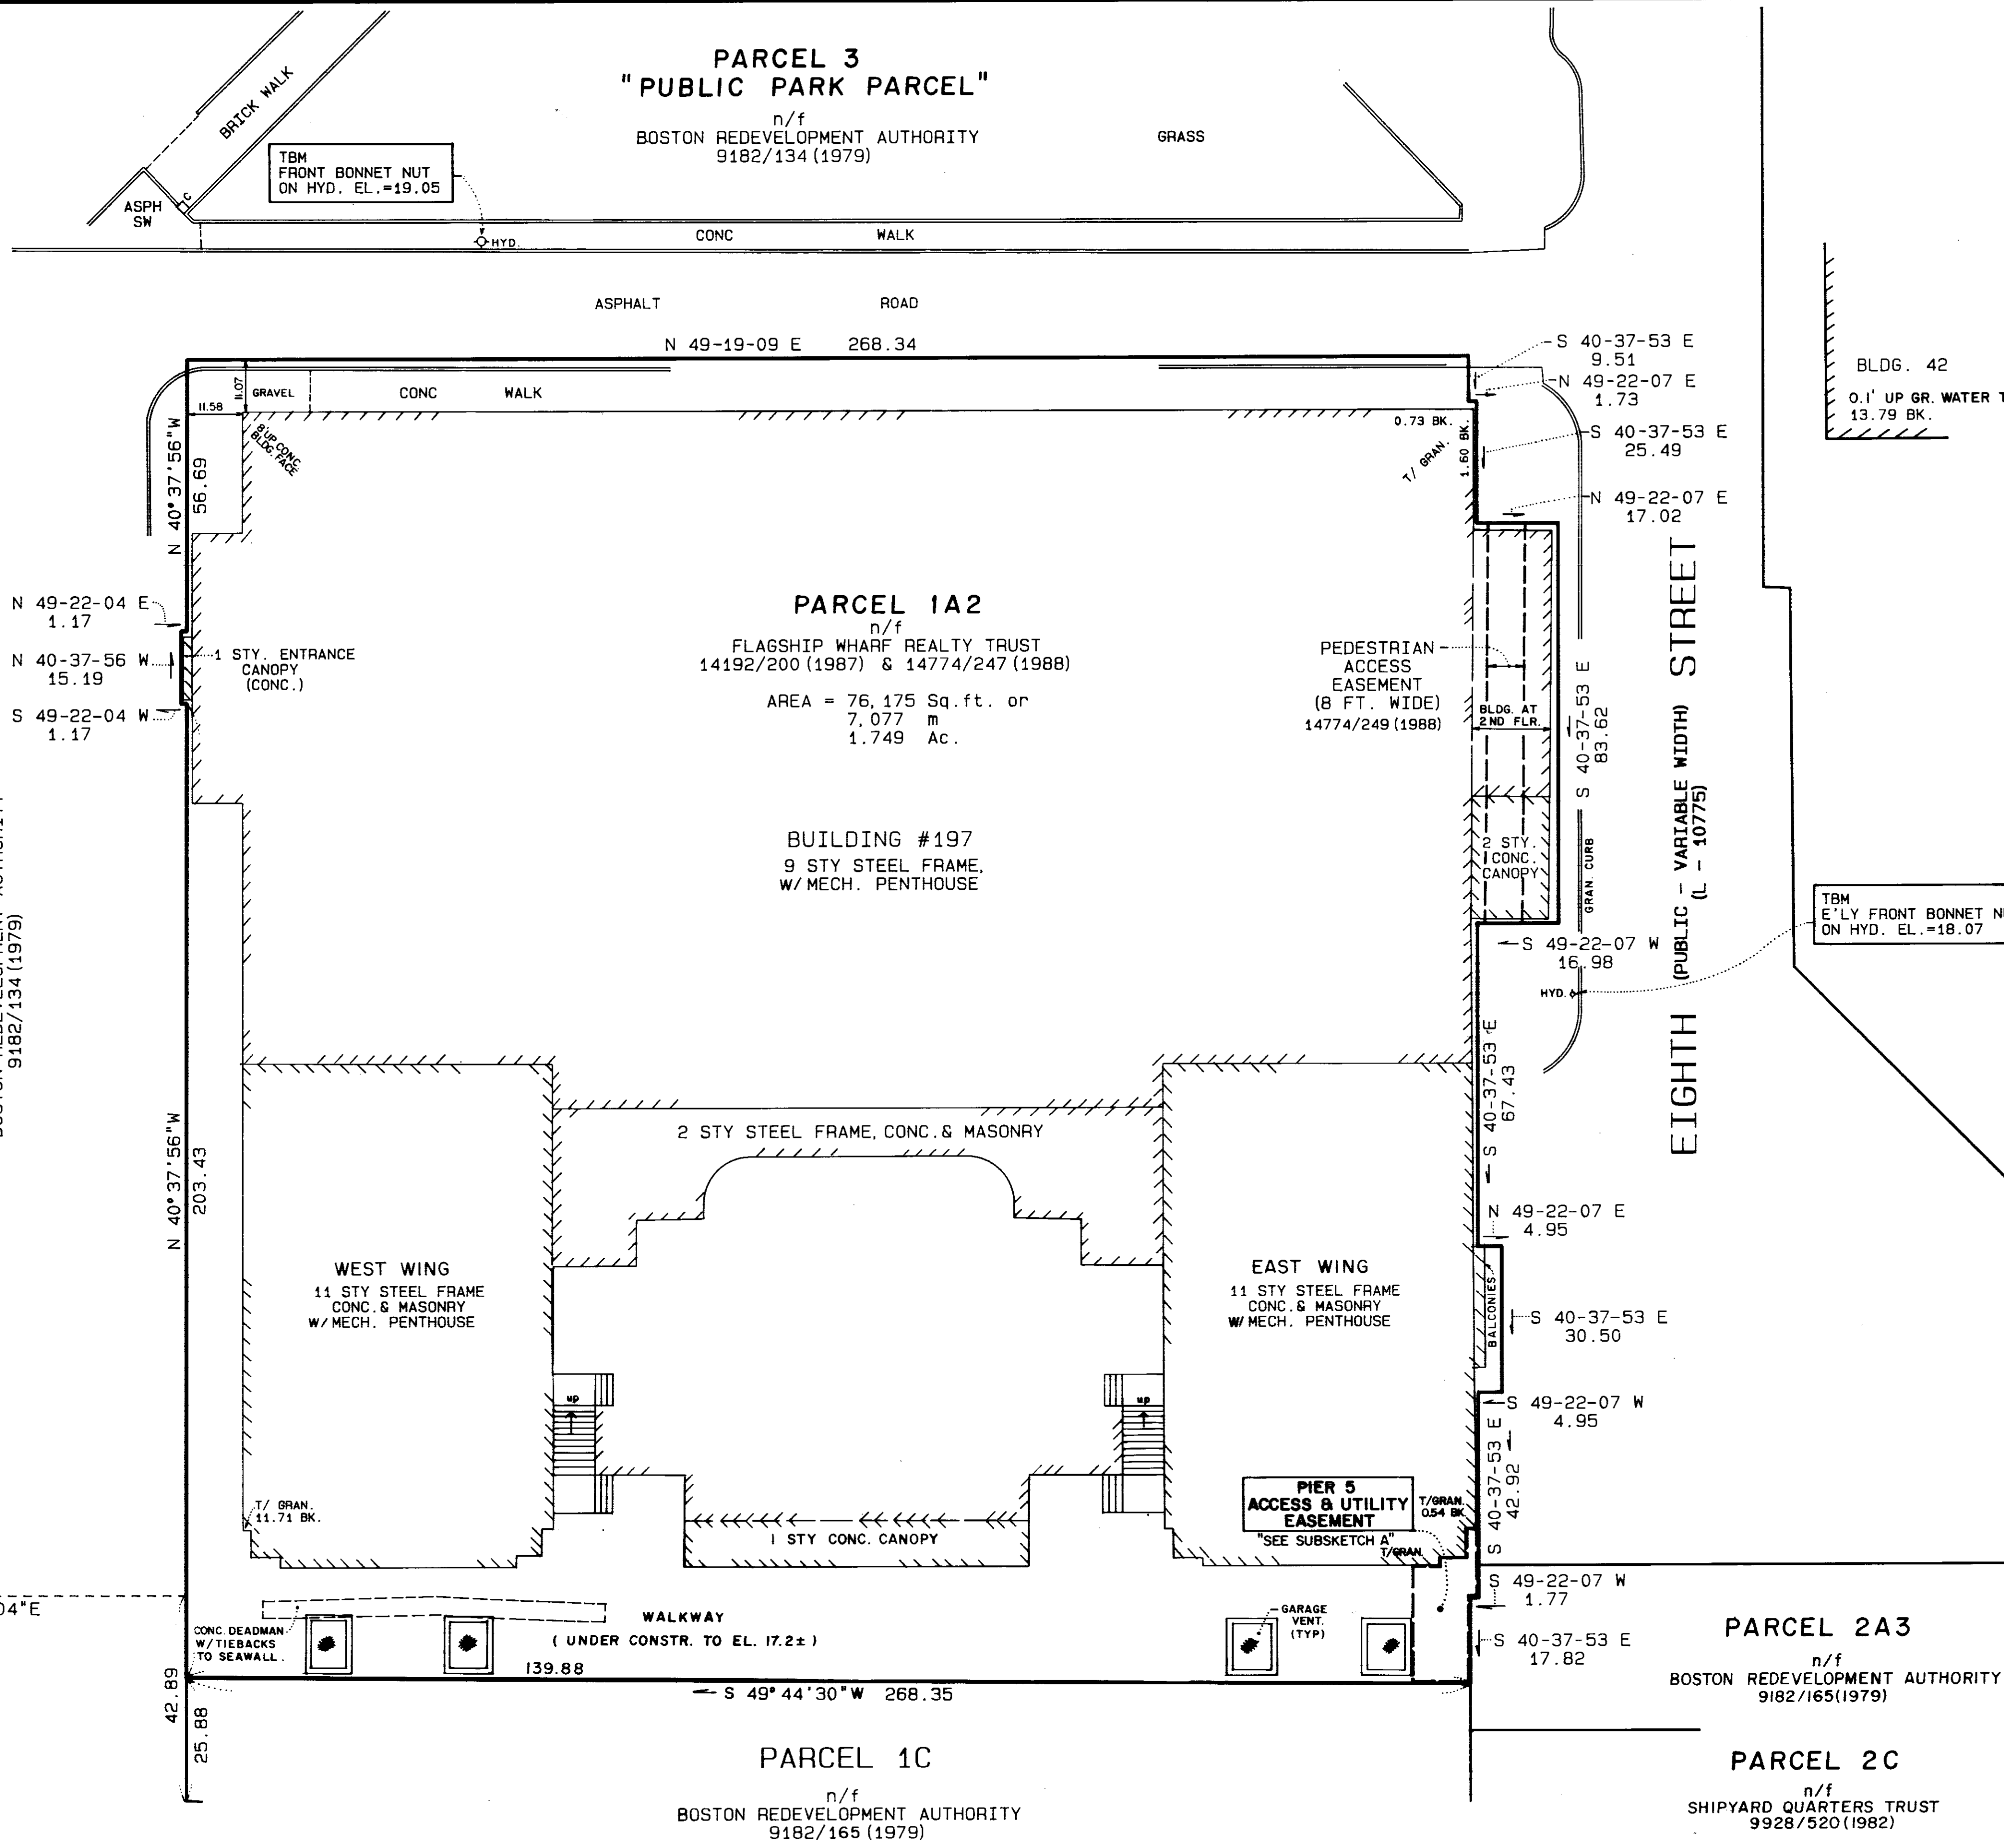 PARCEL 3
"PUBLIC PARK PARCEL"
n/f
BOSTON REDEVELOPMENT AUTHORITY
9182/134 (1979)
GRASS
BRICK WALK
TBM
FRONT BONNET NUT
ON HYD. EL.=19.05
ASPH
SW
C
HYD.
CONC WALK
ASPHALT ROAD
N 49-19-09 E 268.34
S 40-37-53 E
9.51
N 49-22-07 E
1.73
S 40-37-53 E
25.49
N 49-22-07 E
17.02
BLDG. 42
0.1' UP GR. WATER T
13.79 BK.
11.07
11.58
GRAVEL
CONC WALK
8' UP CONC
BLDG. FACE
0.73 BK.
1.60 BK.
T/ GRAN.
N 40°37'56"W
56.69
N 49-22-04 E
1.17
N 40-37-56 W
15.19
S 49-22-04 W
1.17
1 STY. ENTRANCE
CANOPY
(CONC.)
PARCEL 1A2
n/f
FLAGSHIP WHARF REALTY TRUST
14192/200 (1987) & 14774/247 (1988)
AREA = 76,175 Sq.ft. or
7,077 m
1.749 Ac.
PEDESTRIAN
ACCESS
EASEMENT
(8 FT. WIDE)
14774/249 (1988)
BLDG. AT
2ND FLR.
S 40-37-53 E
83.62
EIGHTH STREET
(PUBLIC - VARIABLE WIDTH)
(L - 10775)
BUILDING #197
9 STY STEEL FRAME,
W/ MECH. PENTHOUSE
2 STY.
CONC.
CANOPY
GRAN. CURB
TBM
E'LY FRONT BONNET
ON HYD. EL.=18.07
S 49-22-07 W
16.98
HYD.
9182/134 (1979)
S 40-37-53 E
67.43
2 STY STEEL FRAME, CONC. & MASONRY
N 40°37'56"W
203.43
N 49-22-07 E
4.95
WEST WING
11 STY STEEL FRAME
CONC. & MASONRY
W/ MECH. PENTHOUSE
EAST WING
11 STY STEEL FRAME
CONC. & MASONRY
W/ MECH. PENTHOUSE
BALCONIES
S 40-37-53 E
30.50
up
up
S 49-22-07 W
4.95
S 40-37-53 E
42.92
T/ GRAN.
11.71 BK.
PIER 5
ACCESS & UTILITY
EASEMENT
"SEE SUBSKETCH A"
T/GRAN.
0.54 BK
T/GRAN.
1 STY CONC. CANOPY
S 49-22-07 W
1.77
S 40-37-53 E
17.82
04"E
CONC. DEADMAN
W/TIEBACKS
TO SEAWALL.
WALKWAY
( UNDER CONSTR. TO EL. 17.2± )
GARAGE
VENT.
(TYP)
139.88
S 49°44'30"W 268.35
42.89
25.88
PARCEL 2A3
n/f
BOSTON REDEVELOPMENT AUTHORITY
9182/165(1979)
PARCEL 1C
n/f
BOSTON REDEVELOPMENT AUTHORITY
9182/165 (1979)
PARCEL 2C
n/f
SHIPYARD QUARTERS TRUST
9928/520 (1982)